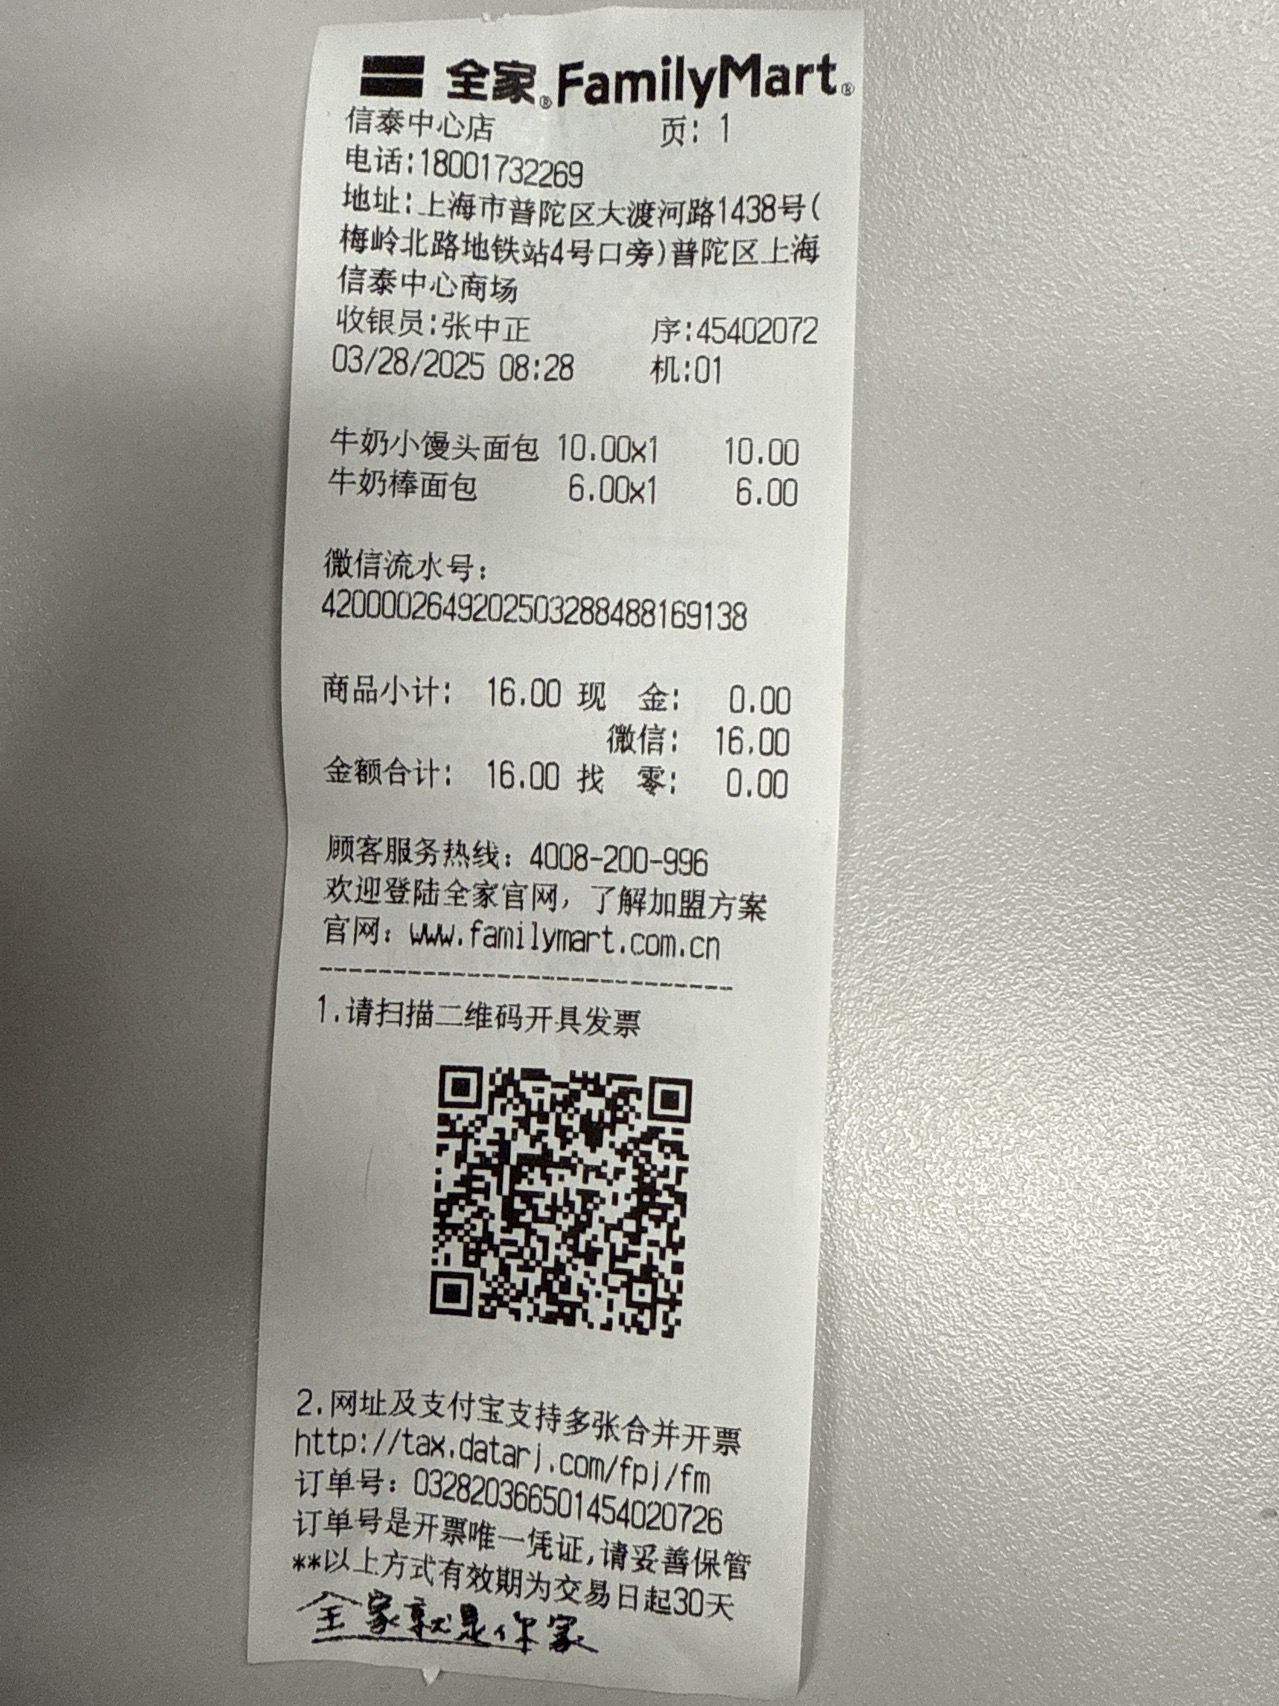 全家® FamilyMart®
信泰中心店 页: 1
电话:18001732269
地址:上海市普陀区大渡河路1438号(
梅岭北路地铁站4号口旁)普陀区上海
信泰中心商场
收银员:张中正 序:45402072
03/28/2025 08:28 机:01
牛奶小馒头面包 10.00x1 10.00
牛奶棒面包 6.00x1 6.00
微信流水号:
4200002649202503288488169138
商品小计: 16.00 现 金: 0.00
微信: 16.00
金额合计: 16.00 找 零: 0.00
顾客服务热线: 4008-200-996
欢迎登陆全家官网, 了解加盟方案
官网: www.familymart.com.cn
1.请扫描二维码开具发票
2.网址及支付宝支持多张合并开票
http://tax.datarj.com/fpj/fm
订单号: 032820366501454020726
订单号是开票唯一凭证,请妥善保管
**以上方式有效期为交易日起30天
全家就是你家